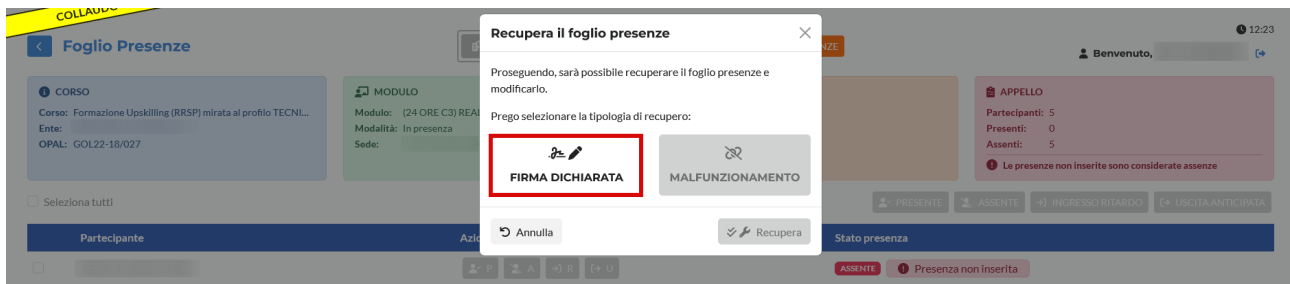 COLLAUDO
Foglio Presenze
NZE
12:23
Benvenuto,
CORSO
Corso: Formazione Upskilling (RRSP) mirata al profilo TECNI...
Ente:
OPAL: GOL22-18/027
MODULO
Modulo: (24 ORE C3) REAL
Modalità: In presenza
Sede:
APPELLO
Partecipanti: 5
Presenti: 0
Assenti: 5
Le presenze non inserite sono considerate assenze
Recupera il foglio presenze
Proseguendo, sarà possibile recuperare il foglio presenze e
modificarlo.
Prego selezionare la tipologia di recupero:
FIRMA DICHIARATA
MALFUNZIONAMENTO
Annulla
Recupera
Seleziona tutti
PRESENTE
ASSENTE
INGRESSO RITARDO
USCITA ANTICIPATA
Partecipante
Azio
Stato presenza
P
A
R
U
ASSENTE
Presenza non inserita